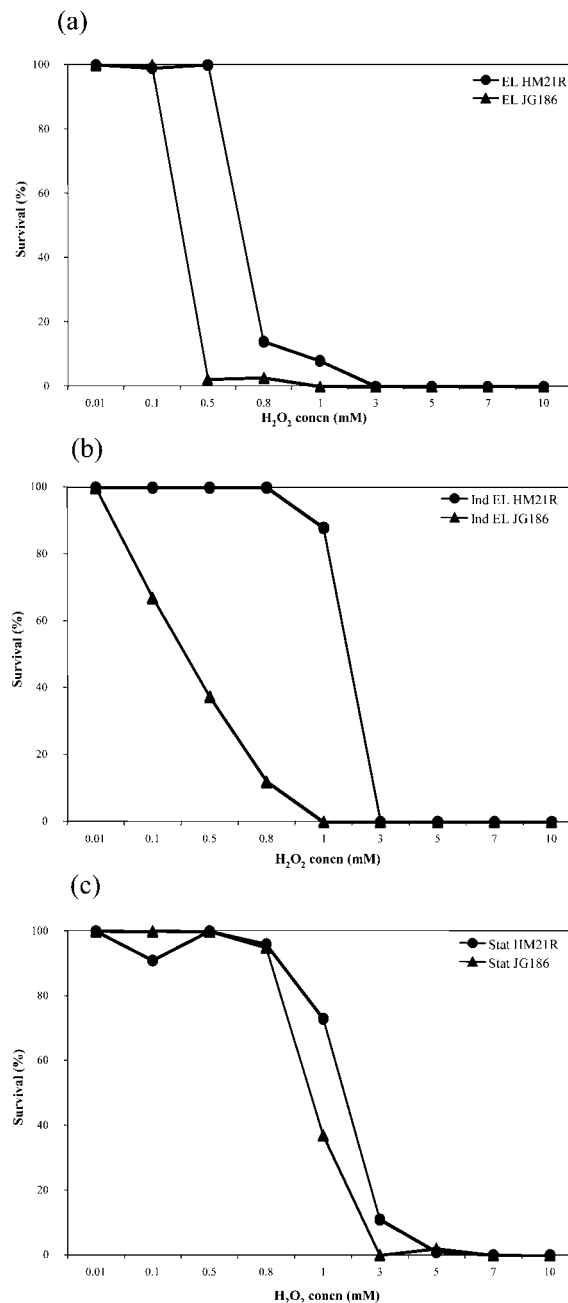 (a)
100
80
60
40
20
0
Survival (%)
EL HM21R
EL JG186
0.01 0.1 0.5 0.8 1 3 5 7 10
H₂O₂ concn (mM)
(b)
100
80
60
40
20
0
Survival (%)
Ind EL HM21R
Ind EL JG186
0.01 0.1 0.5 0.8 1 3 5 7 10
H₂O₂ concn (mM)
(c)
100
80
60
40
20
0
Survival (%)
Stat HM21R
Stat JG186
0.01 0.1 0.5 0.8 1 3 5 7 10
H₂O₂ concn (mM)